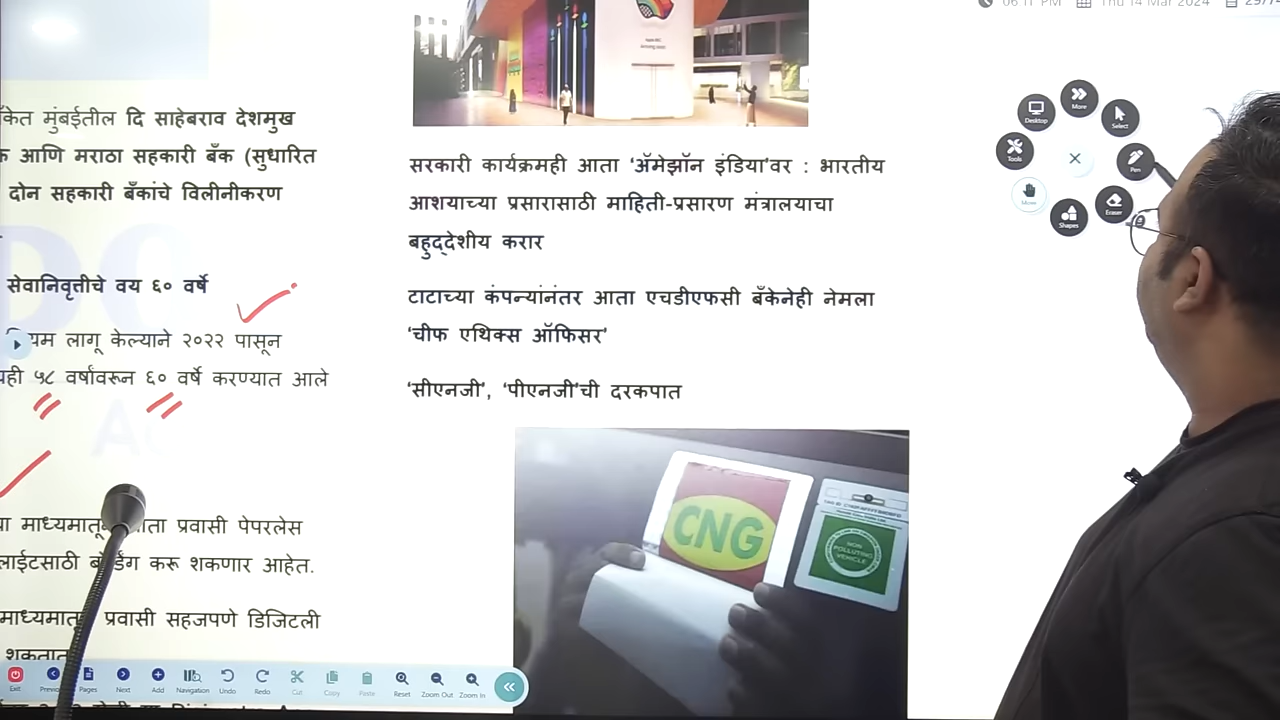 06:11 PM Thu 14 Mar 2024
मुंबईतील दि साहेबराव देशमुख
आणि मराठा सहकारी बँक (सुधारित
दोन सहकारी बँकांचे विलीनीकरण
सेवानिवृत्तीचे वय ६० वर्षे
लागू केल्याने २०२२ पासून
५८ वर्षांवरून ६० वर्षे करण्यात आले
प्रवासी पेपरलेस
करू शकणार आहेत.
प्रवासी सहजपणे डिजिटली
सरकारी कार्यक्रमही आता ‘ॲमेझॉन इंडिया’वर : भारतीय
आशयाच्या प्रसारासाठी माहिती-प्रसारण मंत्रालयाचा
बहुद्देशीय करार
टाटाच्या कंपन्यांनंतर आता एचडीएफसी बँकेनेही नेमला
‘चीफ एथिक्स ऑफिसर’
‘सीएनजी’, ‘पीएनजी’ची दरकपात
CNG
NON
POLLUTING
VEHICLE
More
Desktop
Select
Tools
Pen
Move
Eraser
Shapes
Exit Pages Next Add Navigation Undo Redo Cut Copy Paste Reset Zoom Out Zoom In